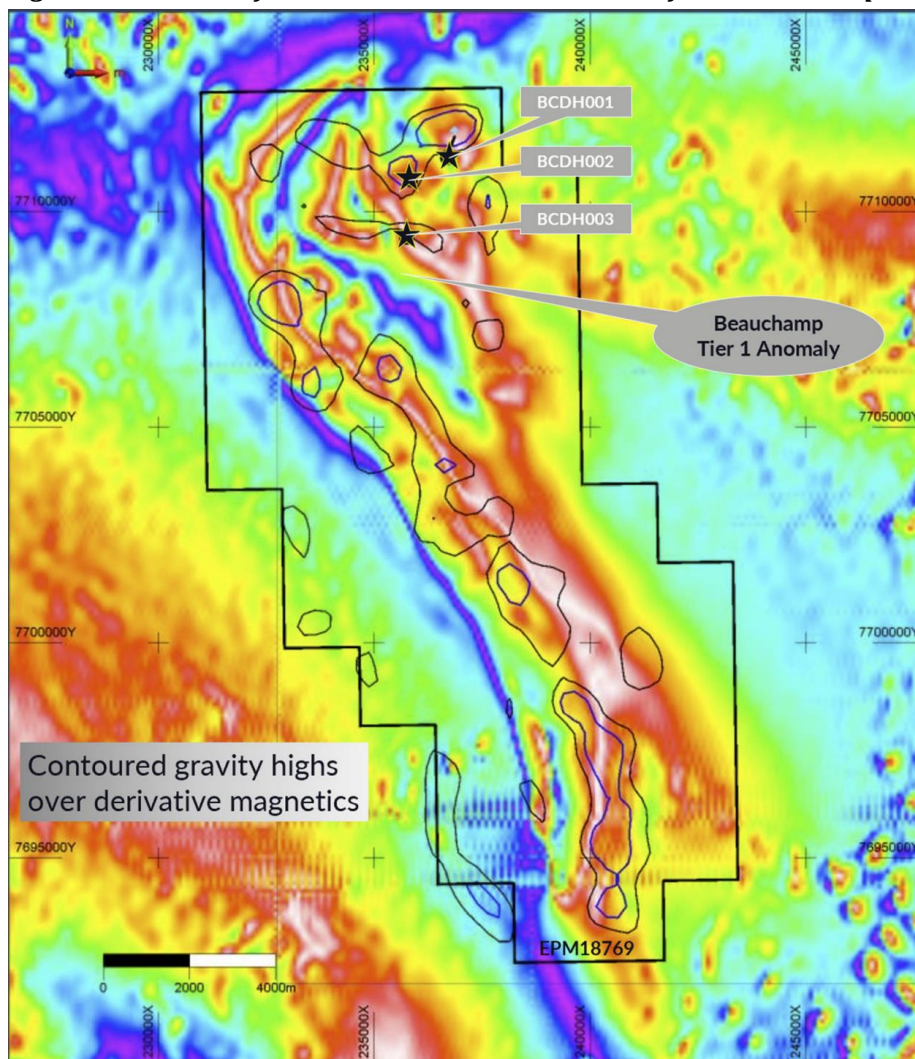 N
m
230000X
235000X
240000X
245000X
BCDH001
BCDH002
7710000Y
7710000Y
BCDH003
Beauchamp
Tier 1 Anomaly
7705000Y
7705000Y
7700000Y
7700000Y
Contoured gravity highs
over derivative magnetics
7695000Y
7695000Y
EPM18769
0
2000
4000m
230000X
235000X
240000X
245000X